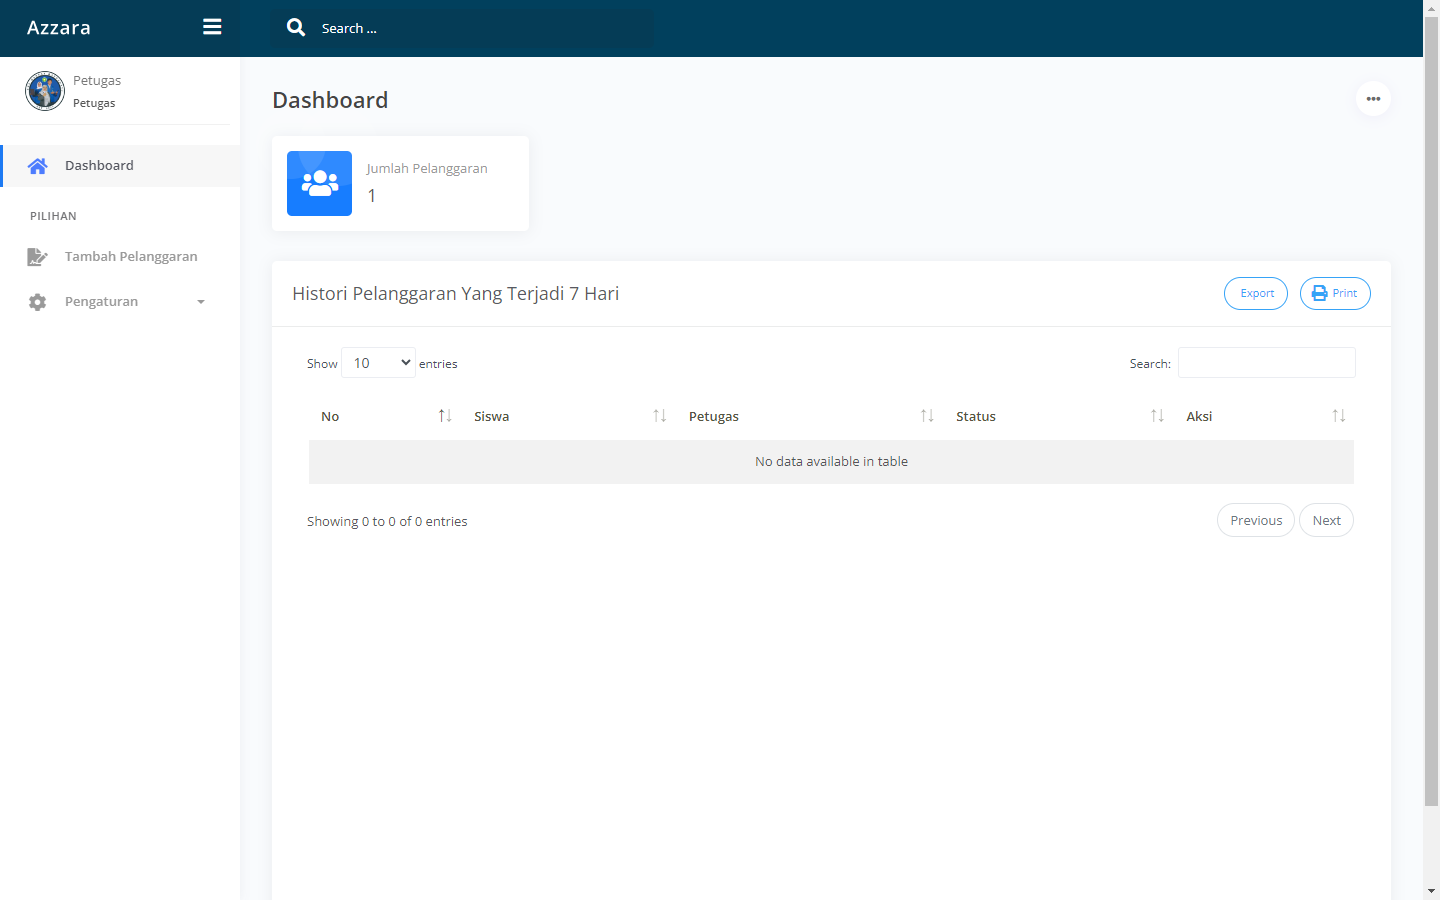 Azzara
Search ...
Petugas
Petugas
Dashboard
PILIHAN
Tambah Pelanggaran
Pengaturan
Dashboard
Jumlah Pelanggaran
1
Histori Pelanggaran Yang Terjadi 7 Hari
Export
Print
Show 10 entries
Search:
No Siswa Petugas Status Aksi
No data available in table
Showing 0 to 0 of 0 entries
Previous Next